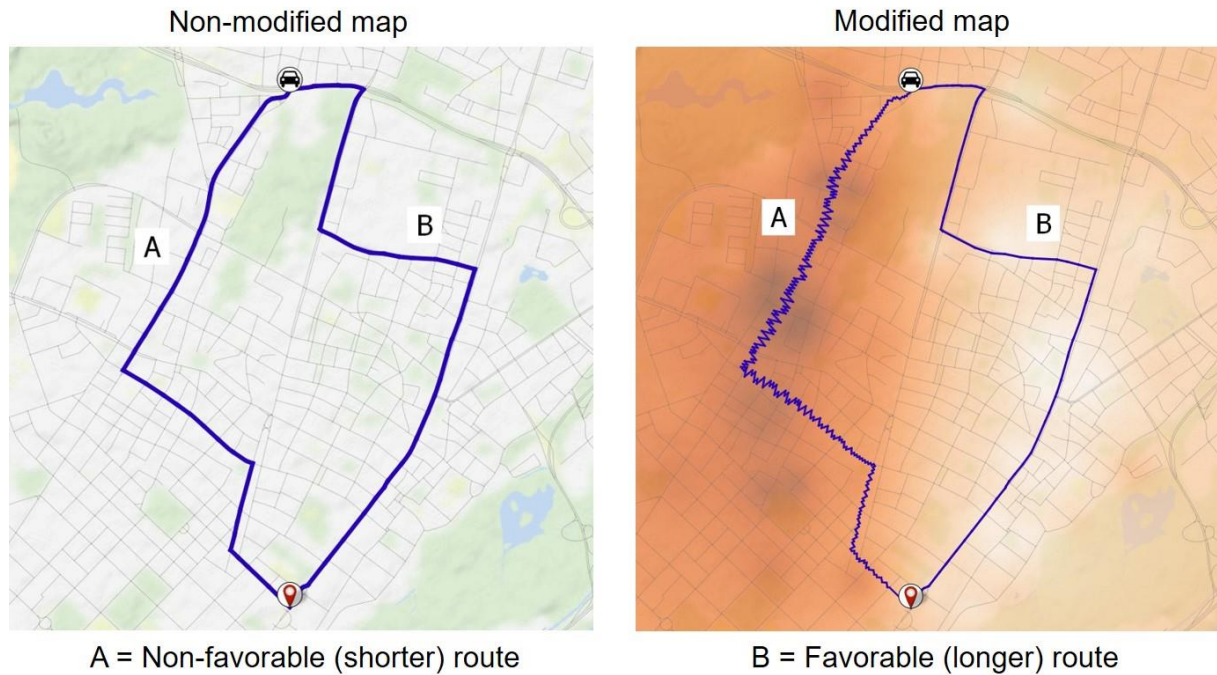 Non-modified map
Modified map
A
B
A
B
A = Non-favorable (shorter) route
B = Favorable (longer) route